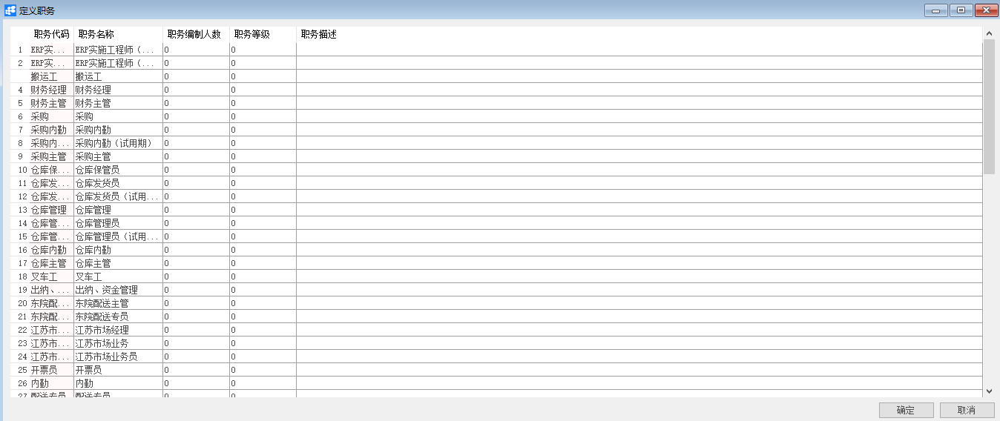 定义职务
职务代码 职务名称 职务编制人数 职务等级 职务描述
1 ERP实... ERP实施工程师（... 0 0
2 ERP实... ERP实施工程师（... 0 0
搬运工 搬运工 0 0
4 财务经理 财务经理 0 0
5 财务主管 财务主管 0 0
6 采购 采购 0 0
7 采购内勤 采购内勤 0 0
8 采购内... 采购内勤（试用期） 0 0
9 采购主管 采购主管 0 0
10 仓库保... 仓库保管员 0 0
11 仓库发... 仓库发货员 0 0
12 仓库发... 仓库发货员（试用... 0 0
13 仓库管理 仓库管理 0 0
14 仓库管... 仓库管理员 0 0
15 仓库管... 仓库管理员（试用... 0 0
16 仓库内勤 仓库内勤 0 0
17 仓库主管 仓库主管 0 0
18 叉车工 叉车工 0 0
19 出纳、... 出纳、资金管理 0 0
20 东院配... 东院配送主管 0 0
21 东院配... 东院配送专员 0 0
22 江苏市... 江苏市场经理 0 0
23 江苏市... 江苏市场业务 0 0
24 江苏市... 江苏市场业务员 0 0
25 开票员 开票员 0 0
26 内勤 内勤 0 0
27 配送专员 配送专员 0 0
确定 取消